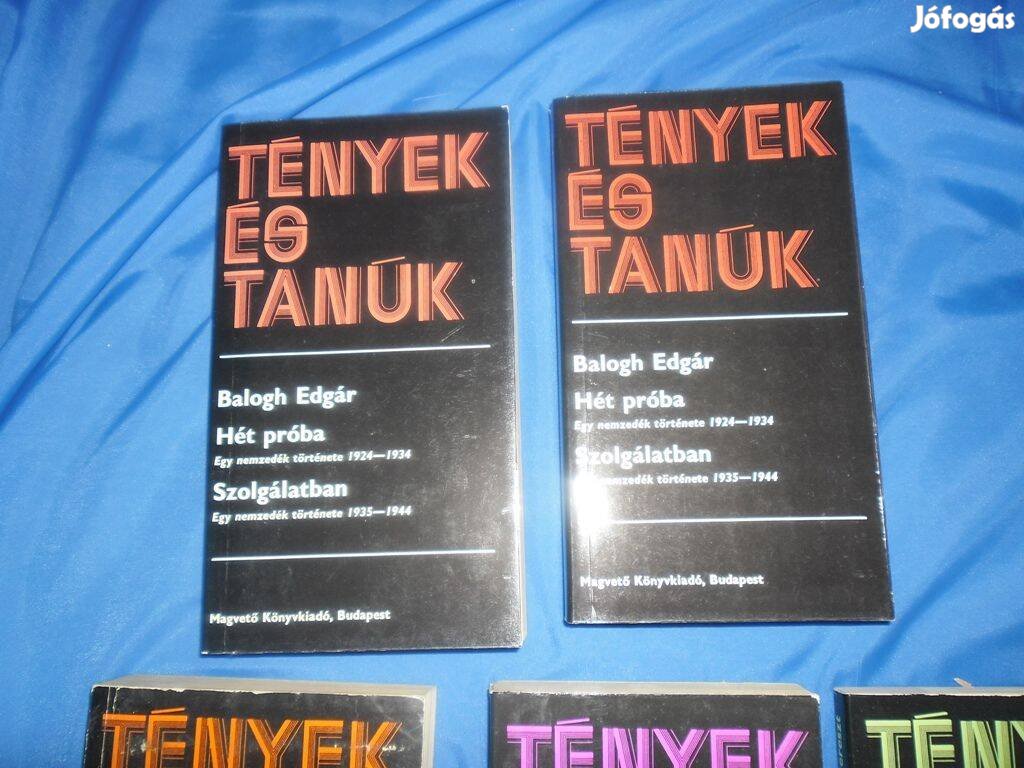 Jófogás
TÉNYEK
ÉS
TANÚK
Balogh Edgár
Hét próba
Egy nemzedék története 1924—1934
Szolgálatban
Egy nemzedék története 1935—1944
Magvető Könyvkiadó, Budapest
TÉNYEK
ÉS
TANÚK
Balogh Edgár
Hét próba
Egy nemzedék története 1924—1934
Szolgálatban
nemzedék története 1935—1944
Magvető Könyvkiadó, Budapest
TÉNYEK
TÉNYEK
TÉNY